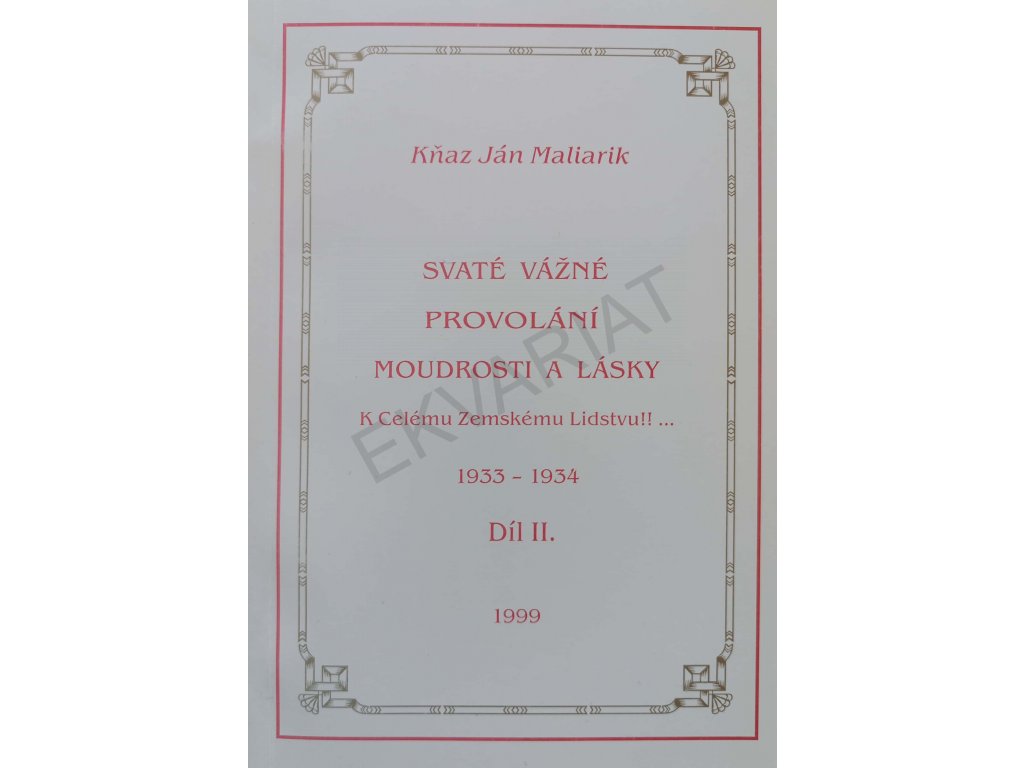 Kňaz Ján Maliarik
SVATÉ VÁŽNÉ
PROVOLÁNÍ
MOUDROSTI A LÁSKY
K Celému Zemskému Lidstvu!! ...
EKVARIAT
1933 – 1934
Díl II.
1999